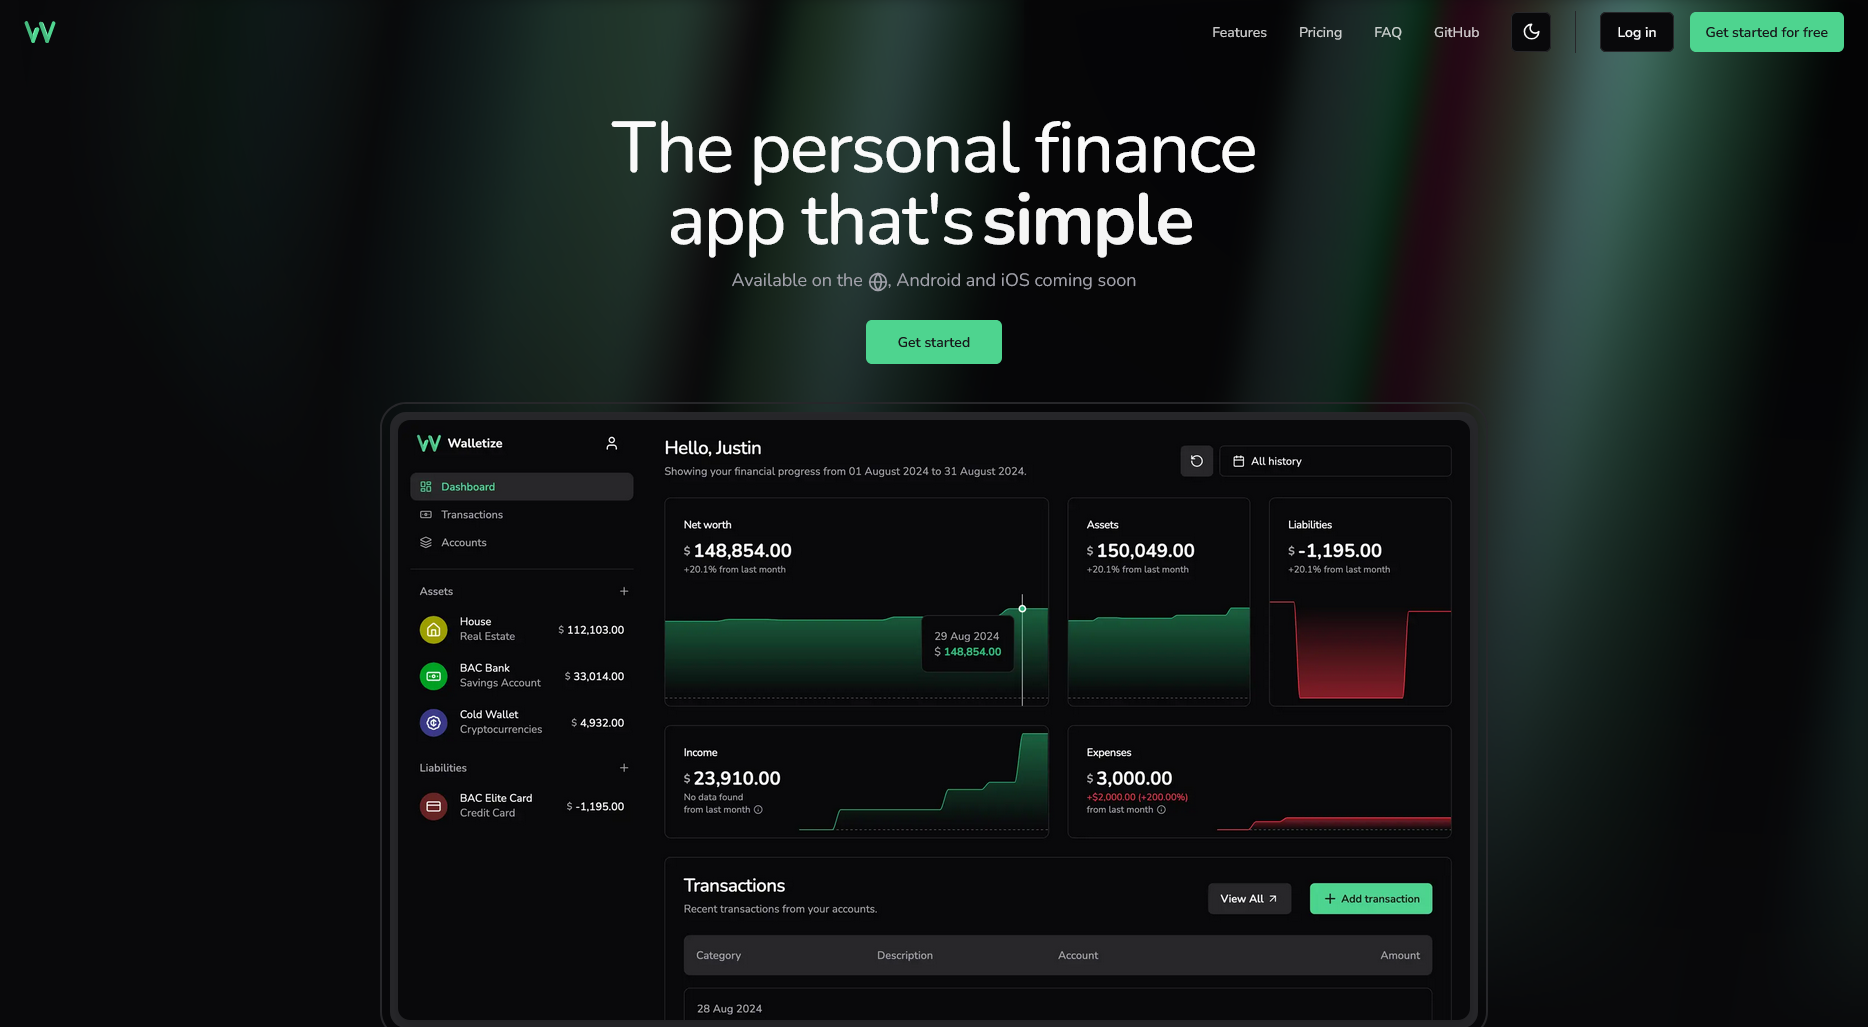 Features
Pricing
FAQ
GitHub
Log in
Get started for free
The personal finance
app that's simple
Available on the , Android and iOS coming soon
Get started
Walletize
Dashboard
Transactions
Accounts
Assets
House
Real Estate
$ 112,103.00
BAC Bank
Savings Account
$ 33,014.00
Cold Wallet
Cryptocurrencies
$ 4,932.00
Liabilities
BAC Elite Card
Credit Card
$ -1,195.00
Hello, Justin
Showing your financial progress from 01 August 2024 to 31 August 2024.
All history
Net worth
$ 148,854.00
+20.1% from last month
29 Aug 2024
$ 148,854.00
Assets
$ 150,049.00
+20.1% from last month
Liabilities
$ -1,195.00
+20.1% from last month
Income
$ 23,910.00
No data found
from last month
Expenses
$ 3,000.00
+$2,000.00 (+200.00%)
from last month
Transactions
Recent transactions from your accounts.
View All
Add transaction
Category
Description
Account
Amount
28 Aug 2024